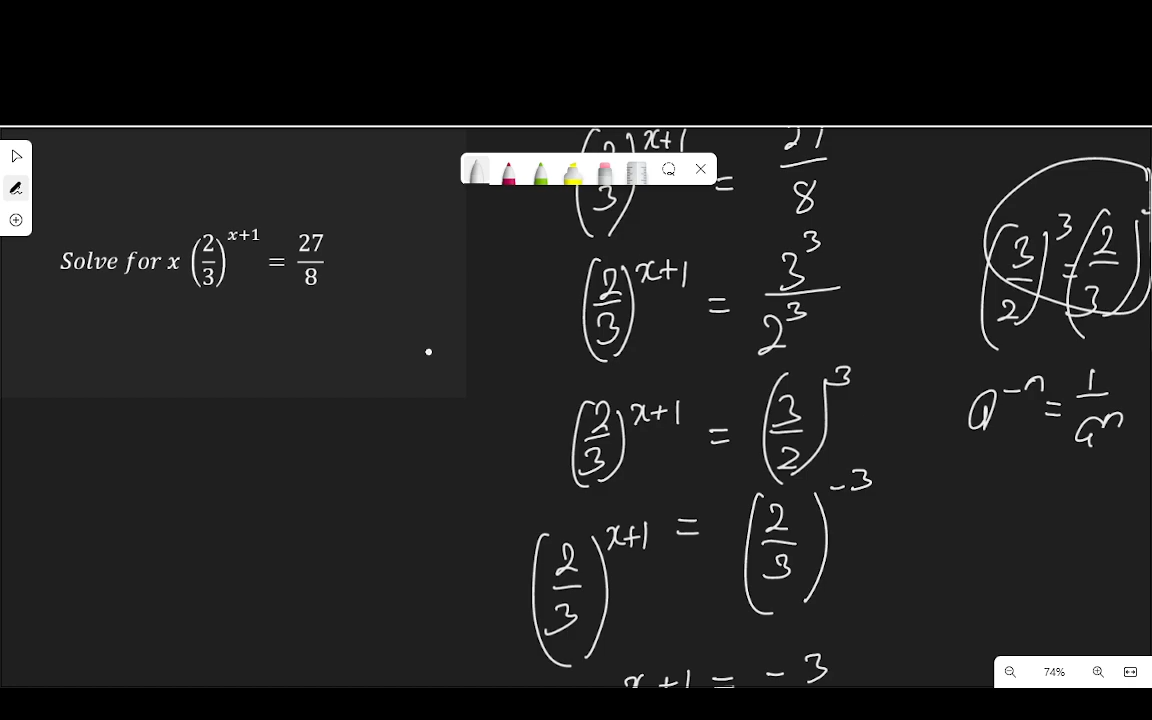 Solve for x (2/3)^(x+1) = 27/8
(2/3)^(x+1) = 27/8
(2/3)^(x+1) = 3^3/2^3
(2/3)^(x+1) = (3/2)^3
(2/3)^(x+1) = (2/3)^(-3)
x+1 = -3
(3/2)^3 = (2/3)
a^(-n) = 1/a^n
74%